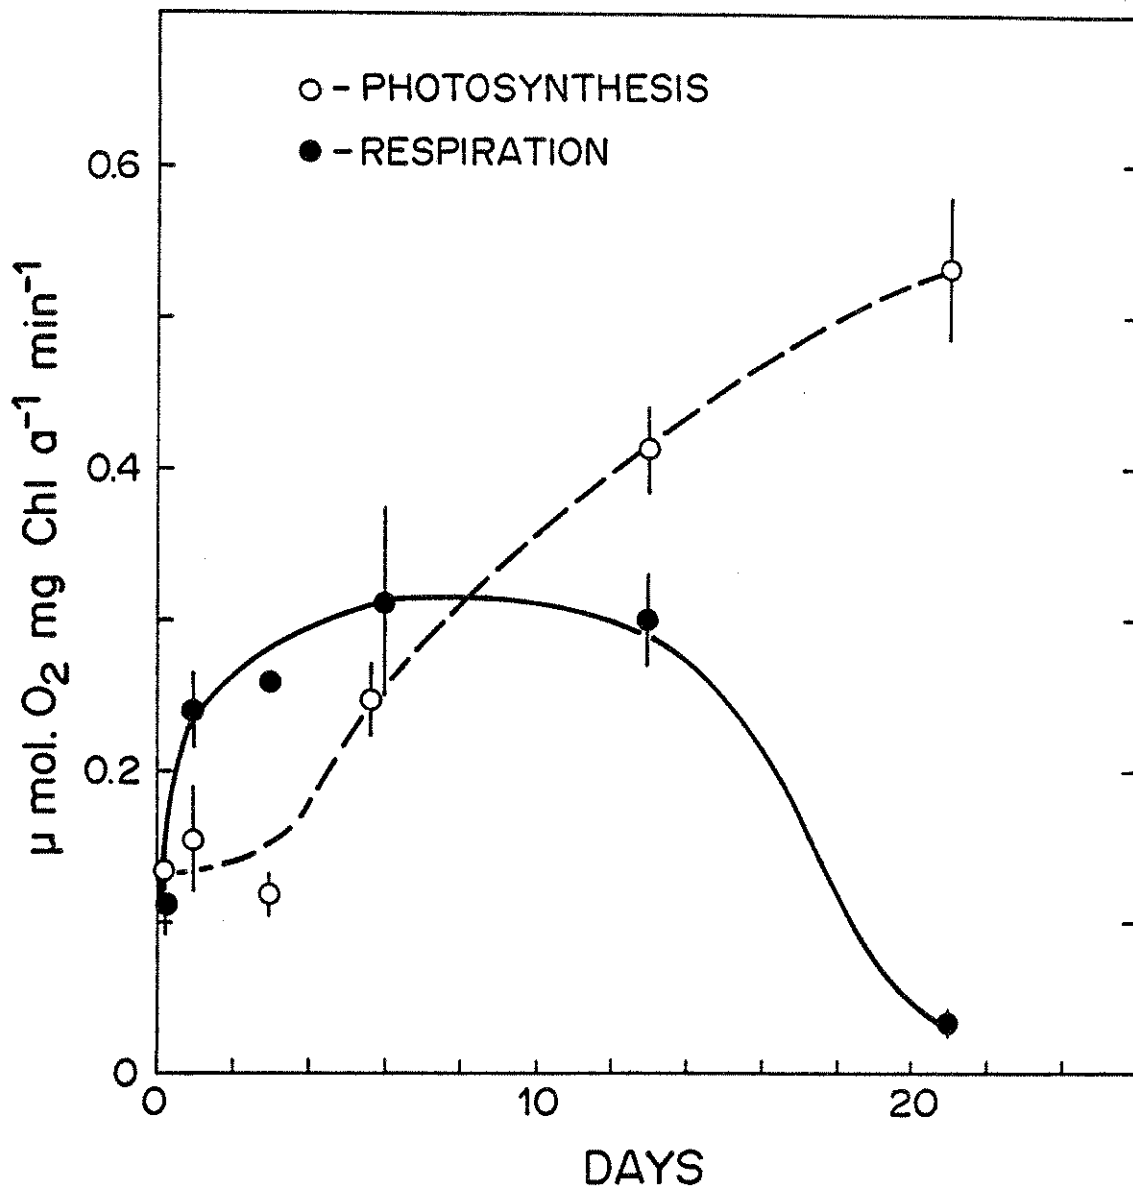 ○ - PHOTOSYNTHESIS
● - RESPIRATION
0.6
0.4
0.2
0
μ mol. O₂ mg Chl a⁻¹ min⁻¹
0 10 20
DAYS